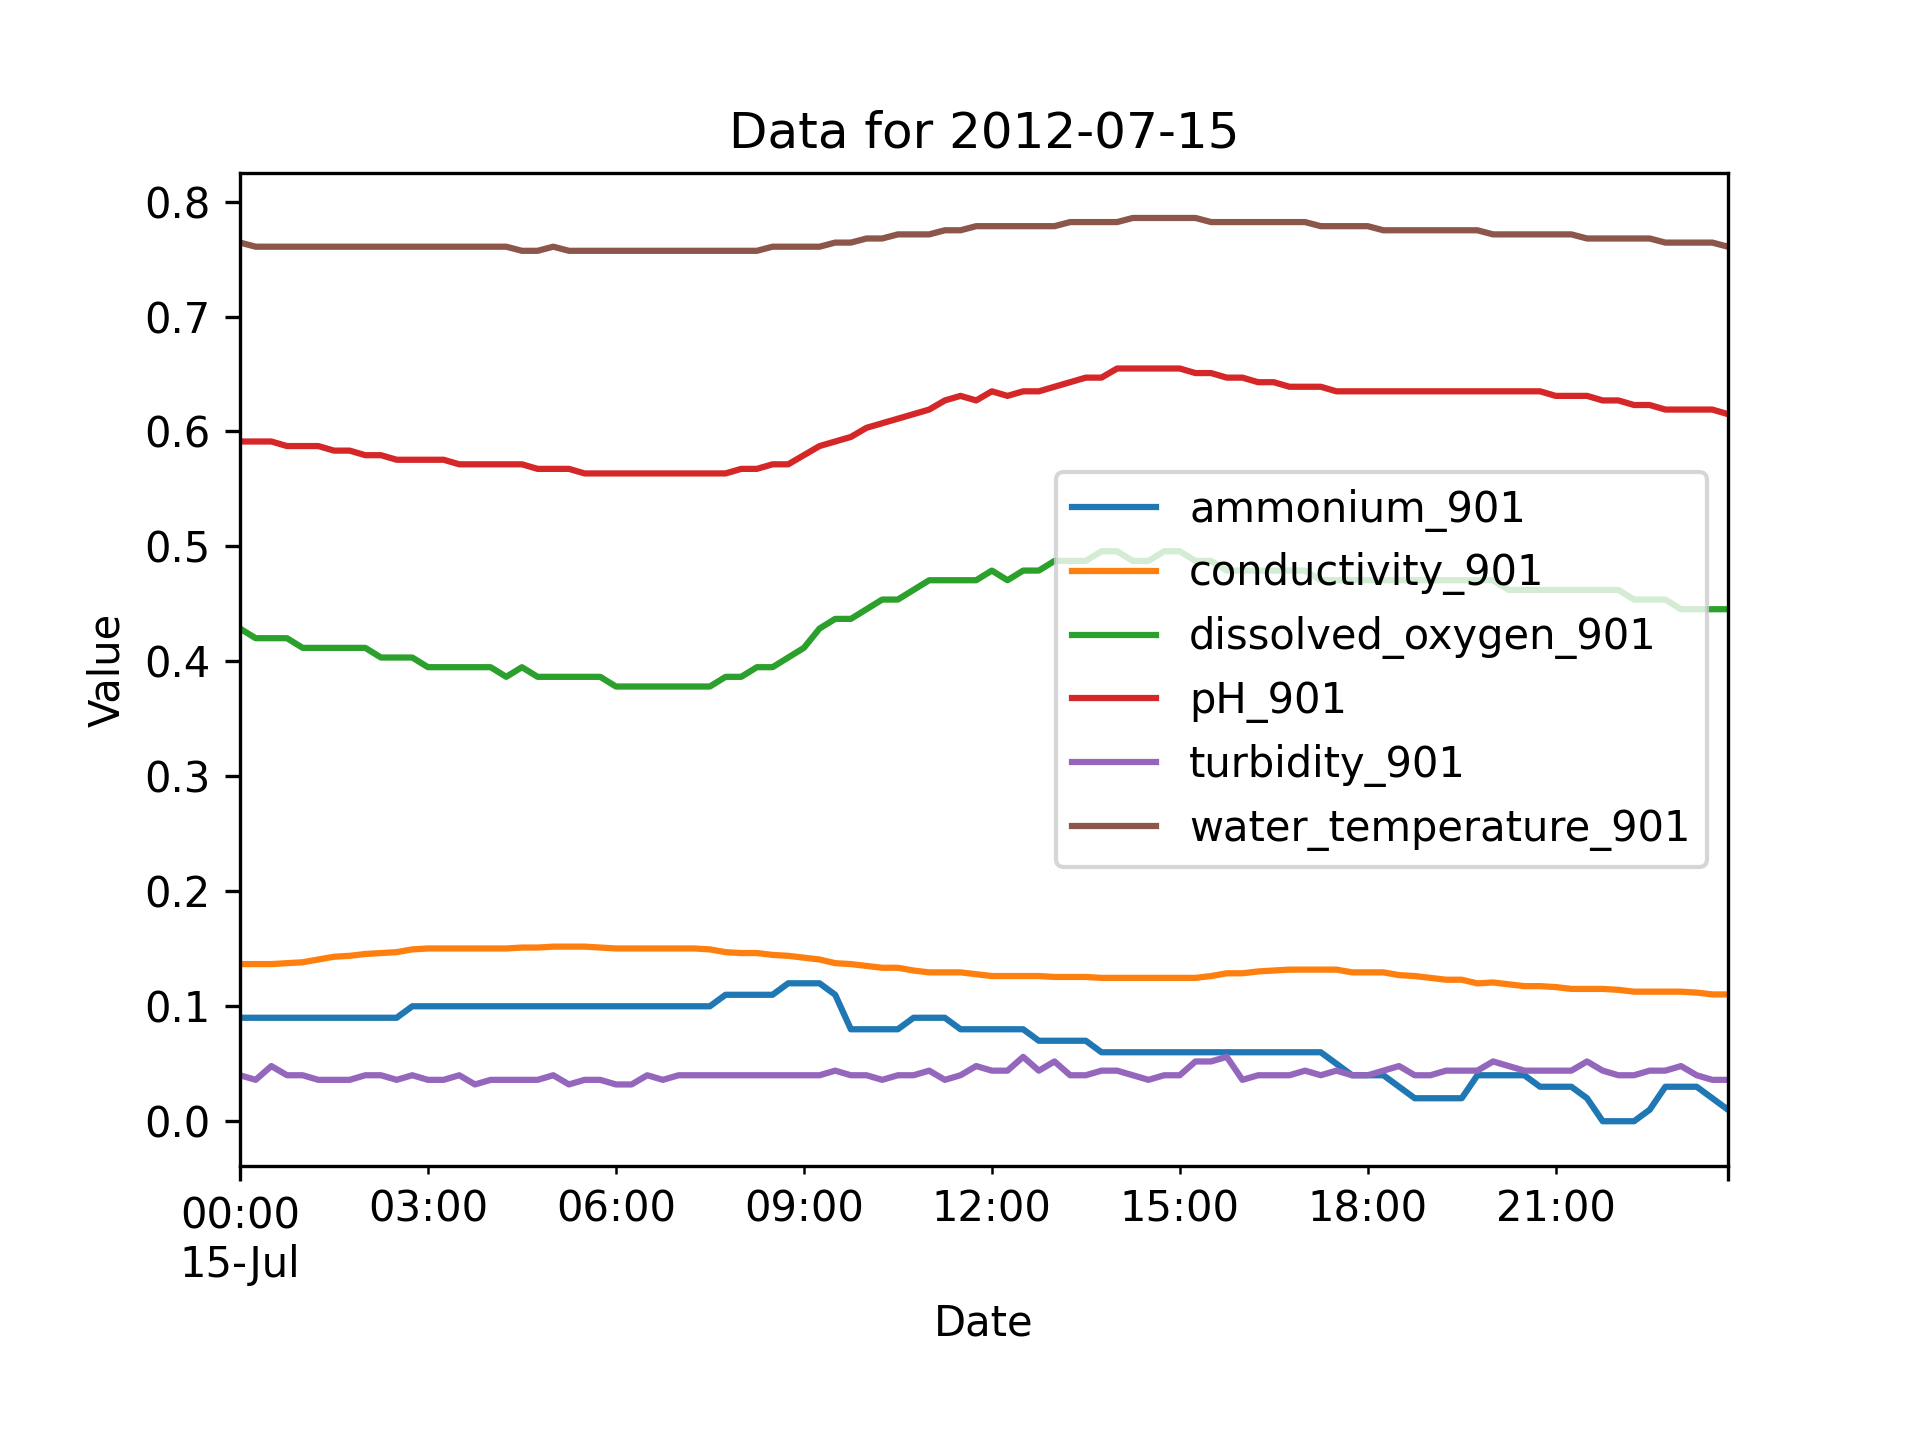 Data for 2012-07-15
0.8
0.7
0.6
0.5
0.4
0.3
0.2
0.1
0.0
Value
ammonium_901
conductivity_901
dissolved_oxygen_901
pH_901
turbidity_901
water_temperature_901
00:00 03:00 06:00 09:00 12:00 15:00 18:00 21:00
15-Jul
Date